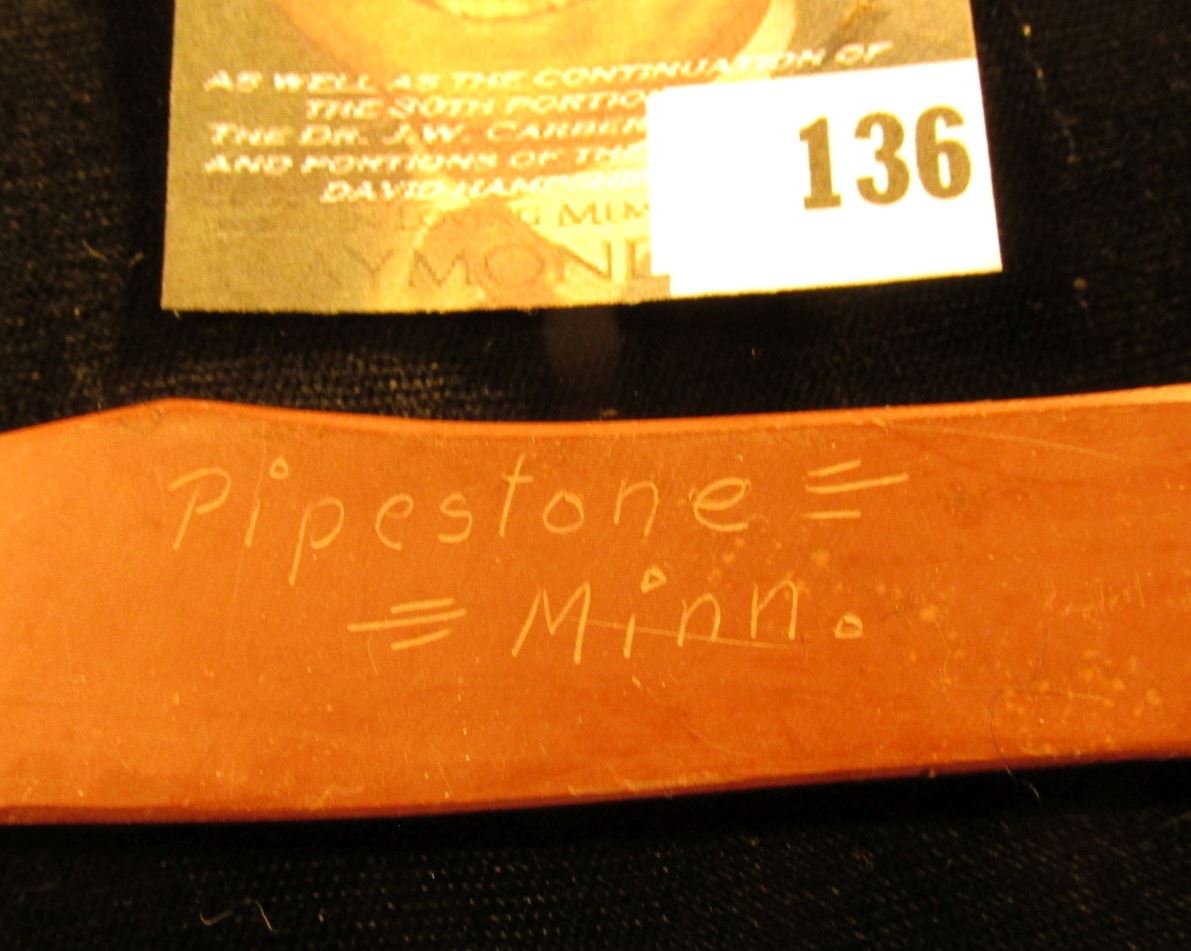 AS WELL AS THE CONTINUATION OF
THE 30TH PORTION
THE DR. J.W. CARBER
AND PORTIONS OF THE
DAVID
136
Pipestone =
= Minn.